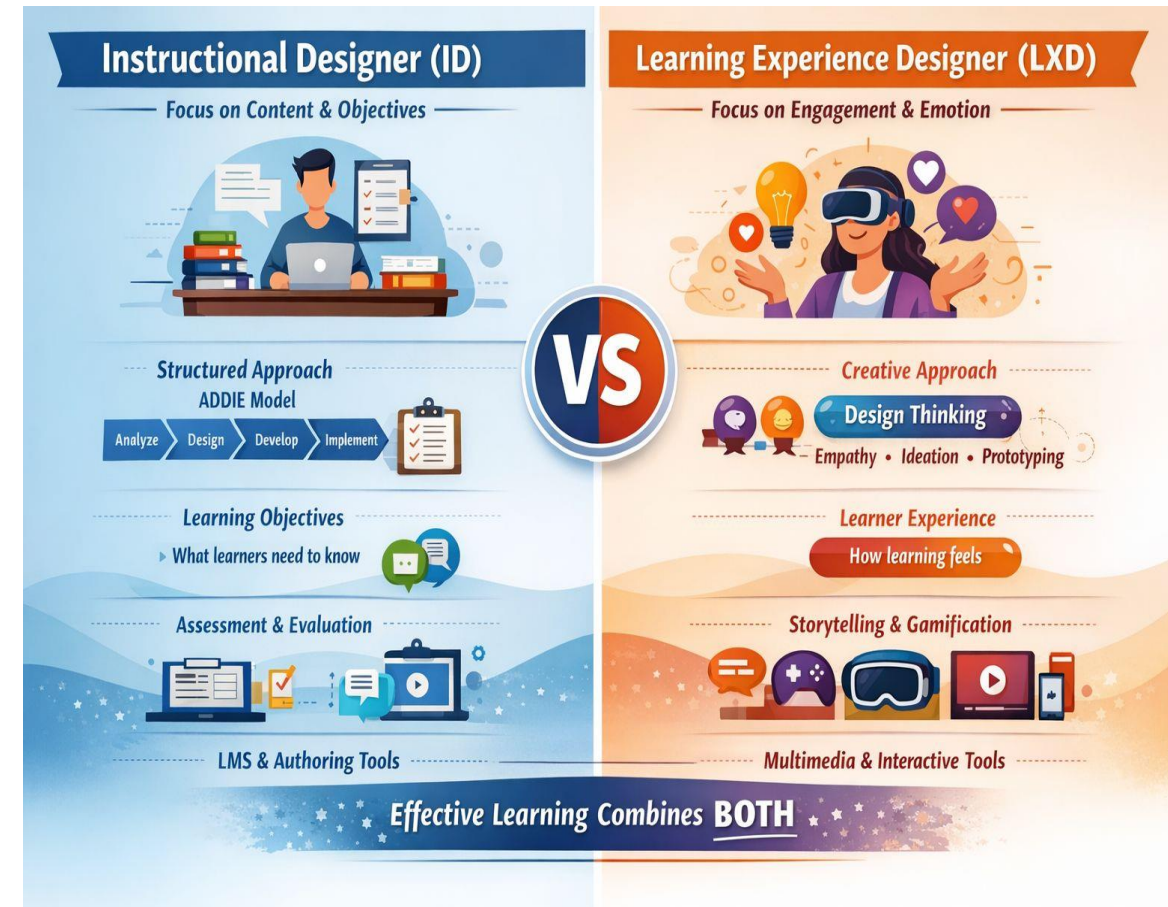 Instructional Designer (ID)
Focus on Content & Objectives
Structured Approach
ADDIE Model
Analyze
Design
Develop
Implement
Learning Objectives
What learners need to know
Assessment & Evaluation
LMS & Authoring Tools
VS
Learning Experience Designer (LXD)
Focus on Engagement & Emotion
Creative Approach
Design Thinking
Empathy • Ideation • Prototyping
Learner Experience
How learning feels
Storytelling & Gamification
Multimedia & Interactive Tools
Effective Learning Combines BOTH